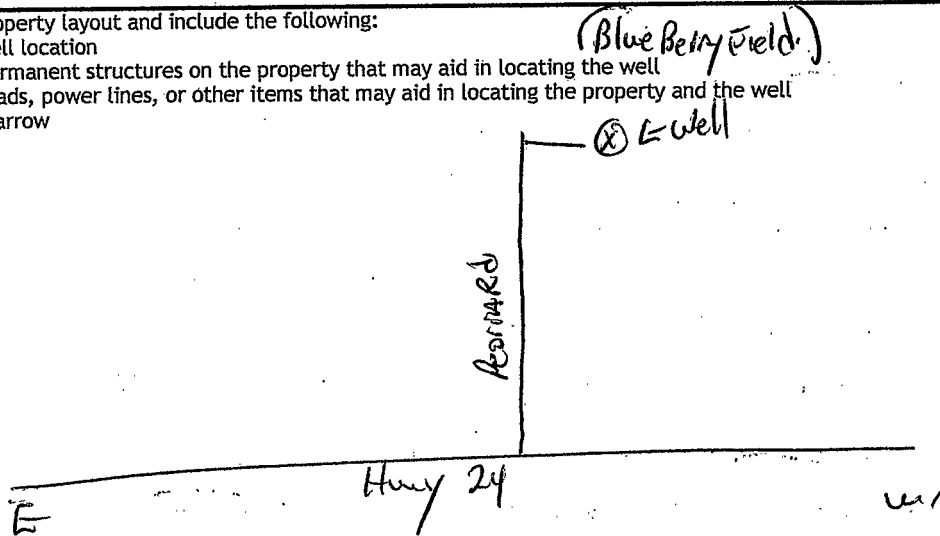 operty layout and include the following:
ll location
(Blue Berry Field.)
rmanent structures on the property that may aid in locating the well
ads, power lines, or other items that may aid in locating the property and the well
arrow
X ← Well
Rd
Hwy 24
E